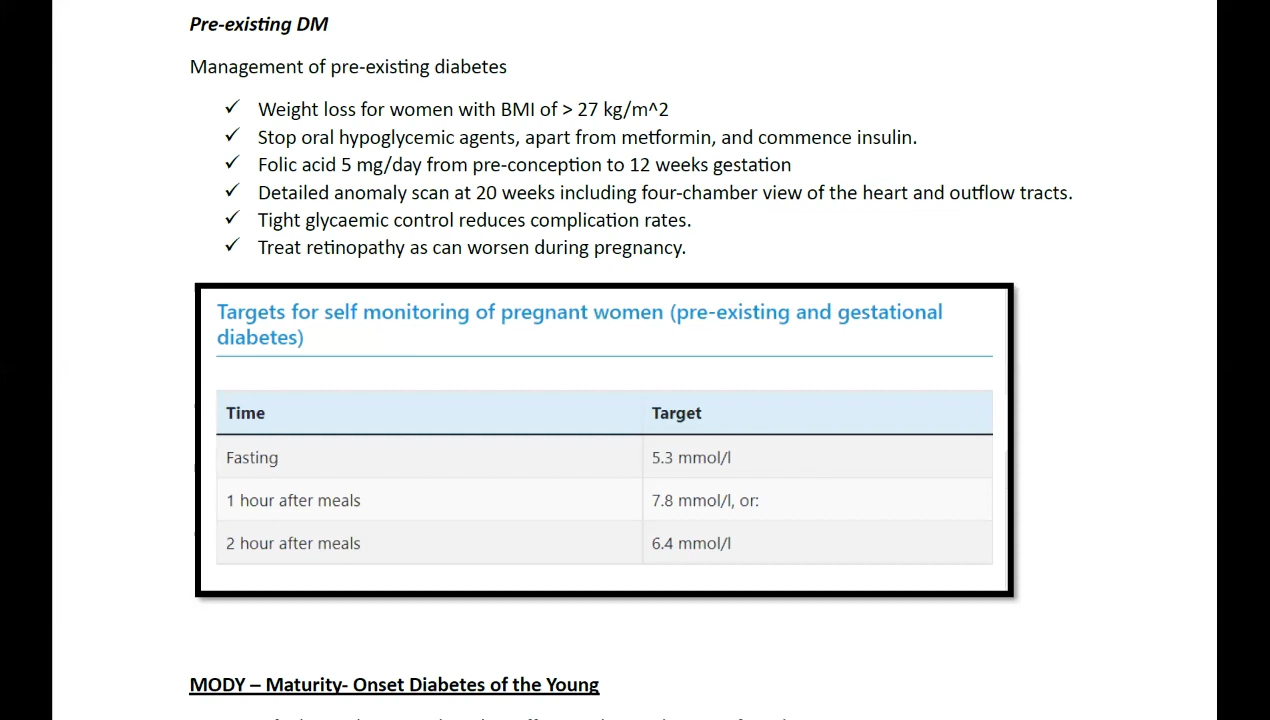 Pre-existing DM
Management of pre-existing diabetes
✓ Weight loss for women with BMI of > 27 kg/m^2
✓ Stop oral hypoglycemic agents, apart from metformin, and commence insulin.
✓ Folic acid 5 mg/day from pre-conception to 12 weeks gestation
✓ Detailed anomaly scan at 20 weeks including four-chamber view of the heart and outflow tracts.
✓ Tight glycaemic control reduces complication rates.
✓ Treat retinopathy as can worsen during pregnancy.
Targets for self monitoring of pregnant women (pre-existing and gestational
diabetes)
Time Target
Fasting 5.3 mmol/l
1 hour after meals 7.8 mmol/l, or:
2 hour after meals 6.4 mmol/l
MODY – Maturity- Onset Diabetes of the Young